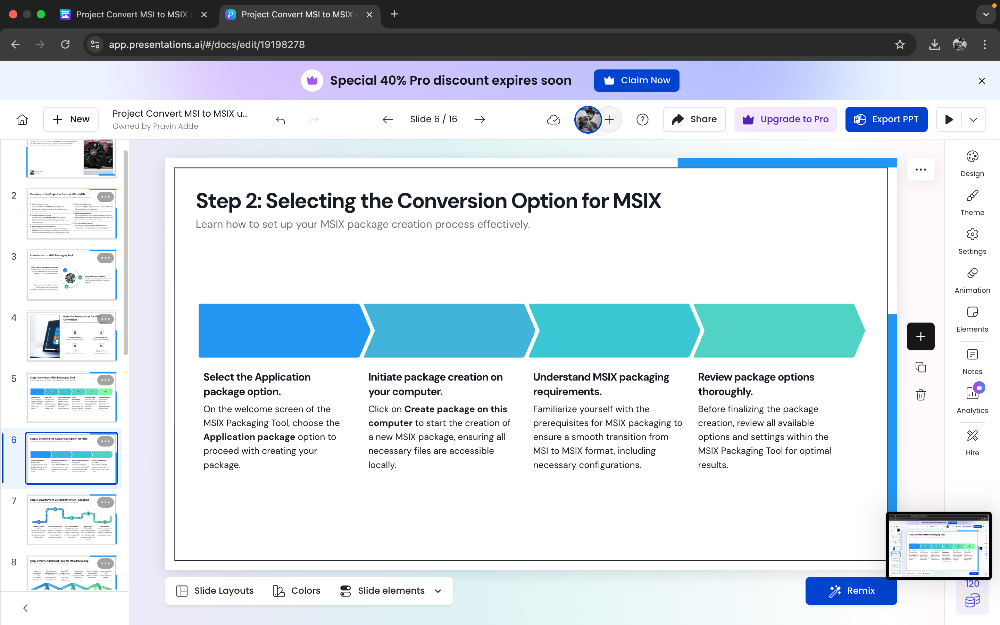 Project Convert MSI to MSIX
Project Convert MSI to MSIX
app.presentations.ai/#/docs/edit/19198278
Special 40% Pro discount expires soon
Claim Now
New
Project Convert MSI to MSIX u...
Owned by Pravin Adde
Slide 6 / 16
Share
Upgrade to Pro
Export PPT
2
Overview of the Project to Convert MSI to MSIX
3
Introduction to MSIX Packaging Tool
4
Essential Prerequisites for MSIX
Conversion
5
Step 1: Download MSIX Packaging Tool
6
Step 2: Selecting the Conversion Option for MSIX
7
Step 3: Environment Selection for MSIX Packaging
8
Step 4: Verify Additional Tools for MSIX Packaging
Step 2: Selecting the Conversion Option for MSIX
Learn how to set up your MSIX package creation process effectively.
Select the Application
package option.
On the welcome screen of the
MSIX Packaging Tool, choose the
Application package option to
proceed with creating your
package.
Initiate package creation on
your computer.
Click on Create package on this
computer to start the creation of
a new MSIX package, ensuring all
necessary files are accessible
locally.
Understand MSIX packaging
requirements.
Familiarize yourself with the
prerequisites for MSIX packaging to
ensure a smooth transition from
MSI to MSIX format, including
necessary configurations.
Review package options
thoroughly.
Before finalizing the package
creation, review all available
options and settings within the
MSIX Packaging Tool for optimal
results.
Design
Theme
Settings
Animation
Elements
Notes
Analytics
Hire
Step 1: Download MSIX Packaging Tool
120
Slide Layouts
Colors
Slide elements
Remix